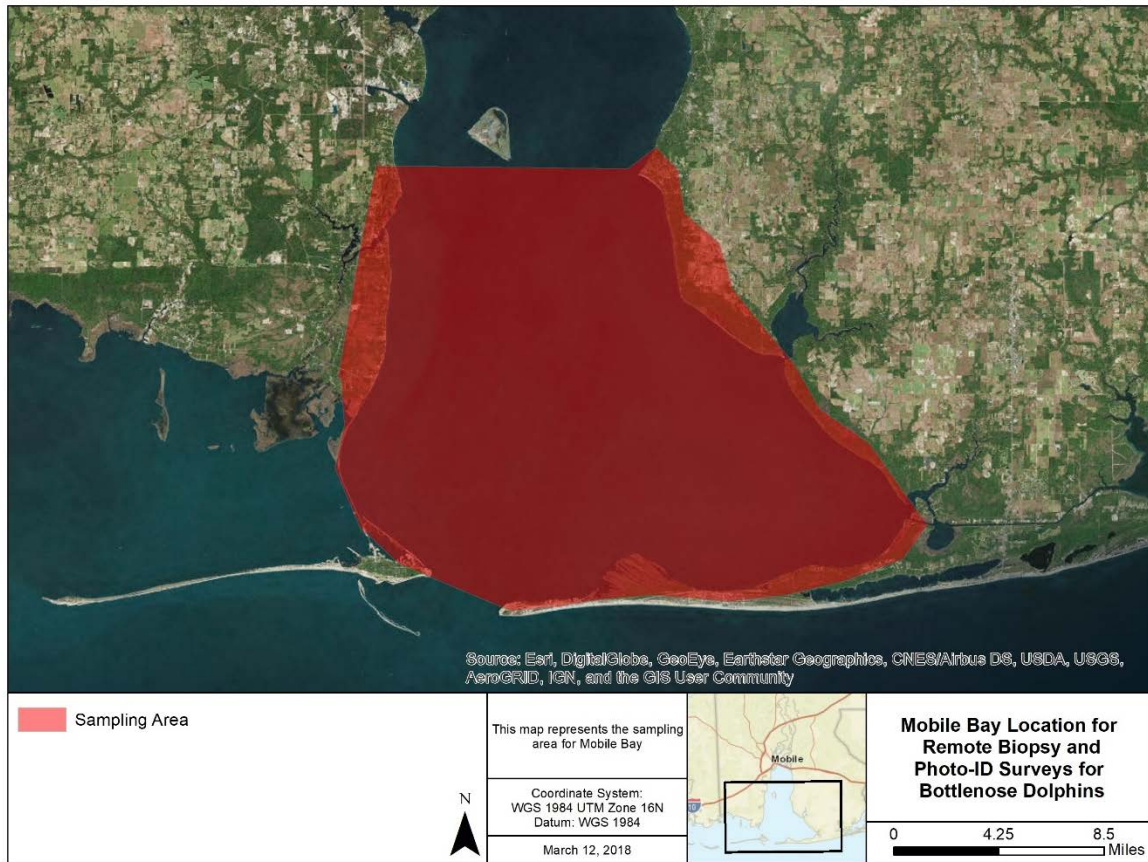 Source: Esri, DigitalGlobe, GeoEye, Earthstar Geographics, CNES/Airbus DS, USDA, USGS,
AeroGRID, IGN, and the GIS User Community
Sampling Area
N
This map represents the sampling
area for Mobile Bay
Coordinate System:
WGS 1984 UTM Zone 16N
Datum: WGS 1984
March 12, 2018
Mobile
10
Mobile Bay Location for
Remote Biopsy and
Photo-ID Surveys for
Bottlenose Dolphins
0 4.25 8.5
Miles